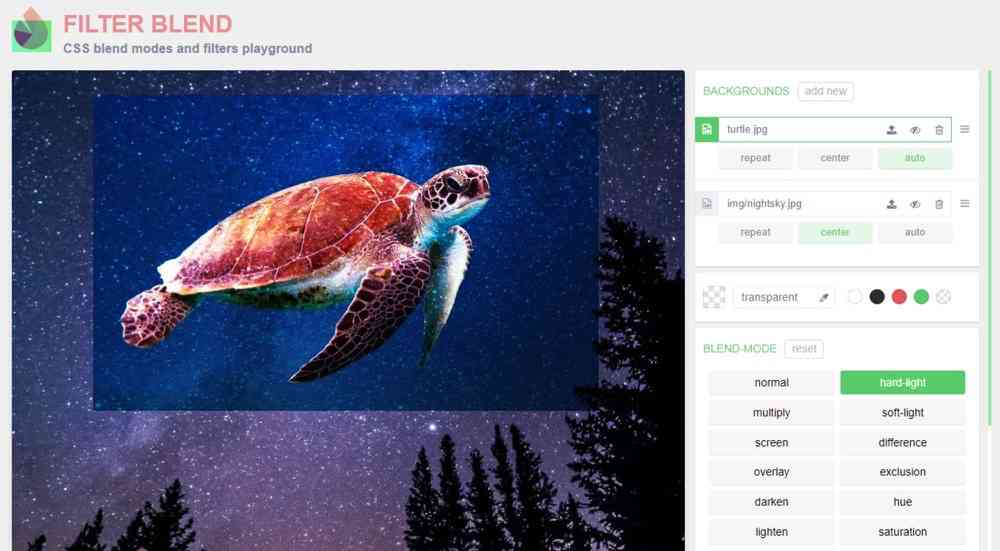 FILTER BLEND
CSS blend modes and filters playground
BACKGROUNDS add new
turtle.jpg
repeat center auto
img/nightsky.jpg
repeat center auto
transparent
BLEND-MODE reset
normal hard-light
multiply soft-light
screen difference
overlay exclusion
darken hue
lighten saturation